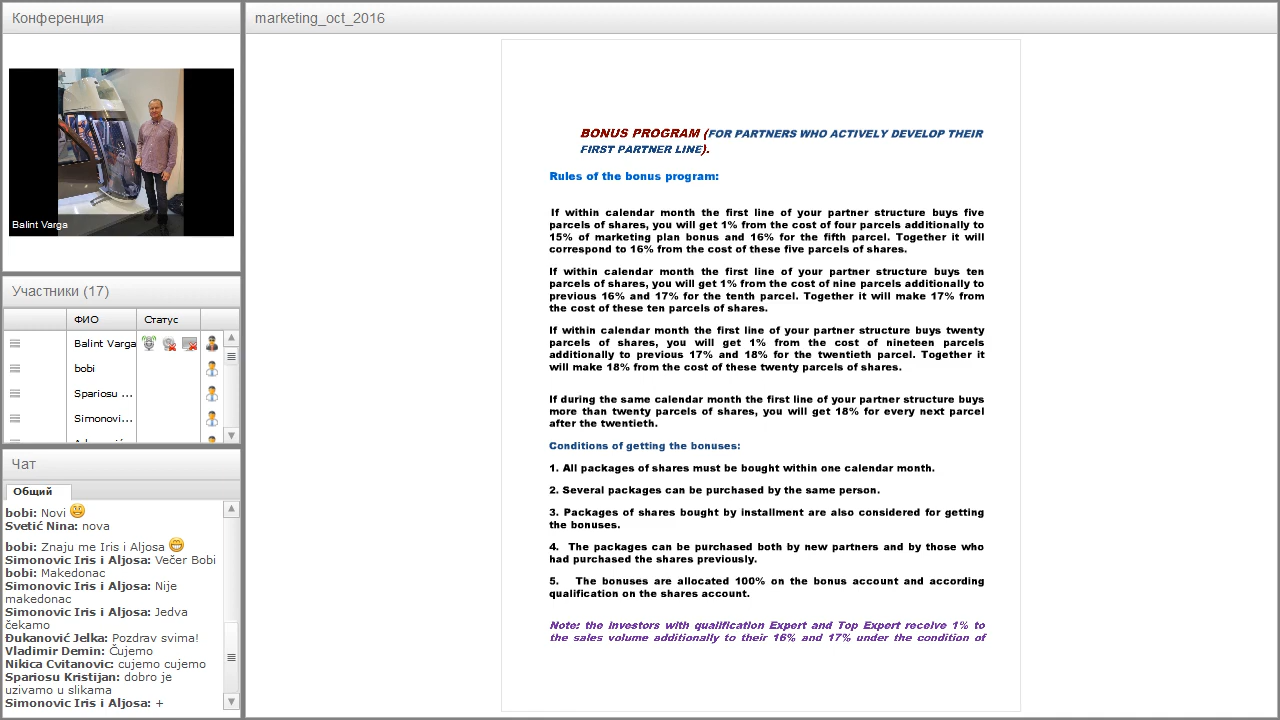 Конференция
Balint Varga
Участники (17)
ФИО Статус
Balint Varga
bobi
Spariosu ...
Simonovi...
Чат
Общий
bobi: Novi
Svetić Nina: nova
bobi: Znaju me Iris i Aljosa
Simonovic Iris i Aljosa: Večer Bobi
bobi: Makedonac
Simonovic Iris i Aljosa: Nije
makedonac
Simonovic Iris i Aljosa: Jedva
čekamo
Đukanović Jelka: Pozdrav svima!
Vladimir Demin: Čujemo
Nikica Cvitanovic: cujemo cujemo
Spariosu Kristijan: dobro je
uzivamo u slikama
Simonovic Iris i Aljosa: +
marketing_oct_2016
BONUS PROGRAM (FOR PARTNERS WHO ACTIVELY DEVELOP THEIR
FIRST PARTNER LINE).
Rules of the bonus program:
If within calendar month the first line of your partner structure buys five
parcels of shares, you will get 1% from the cost of four parcels additionally to
15% of marketing plan bonus and 16% for the fifth parcel. Together it will
correspond to 16% from the cost of these five parcels of shares.
If within calendar month the first line of your partner structure buys ten
parcels of shares, you will get 1% from the cost of nine parcels additionally to
previous 16% and 17% for the tenth parcel. Together it will make 17% from
the cost of these ten parcels of shares.
If within calendar month the first line of your partner structure buys twenty
parcels of shares, you will get 1% from the cost of nineteen parcels
additionally to previous 17% and 18% for the twentieth parcel. Together it
will make 18% from the cost of these twenty parcels of shares.
If during the same calendar month the first line of your partner structure buys
more than twenty parcels of shares, you will get 18% for every next parcel
after the twentieth.
Conditions of getting the bonuses:
1. All packages of shares must be bought within one calendar month.
2. Several packages can be purchased by the same person.
3. Packages of shares bought by installment are also considered for getting
the bonuses.
4. The packages can be purchased both by new partners and by those who
had purchased the shares previously.
5. The bonuses are allocated 100% on the bonus account and according
qualification on the shares account.
Note: the investors with qualification Expert and Top Expert receive 1% to
the sales volume additionally to their 16% and 17% under the condition of